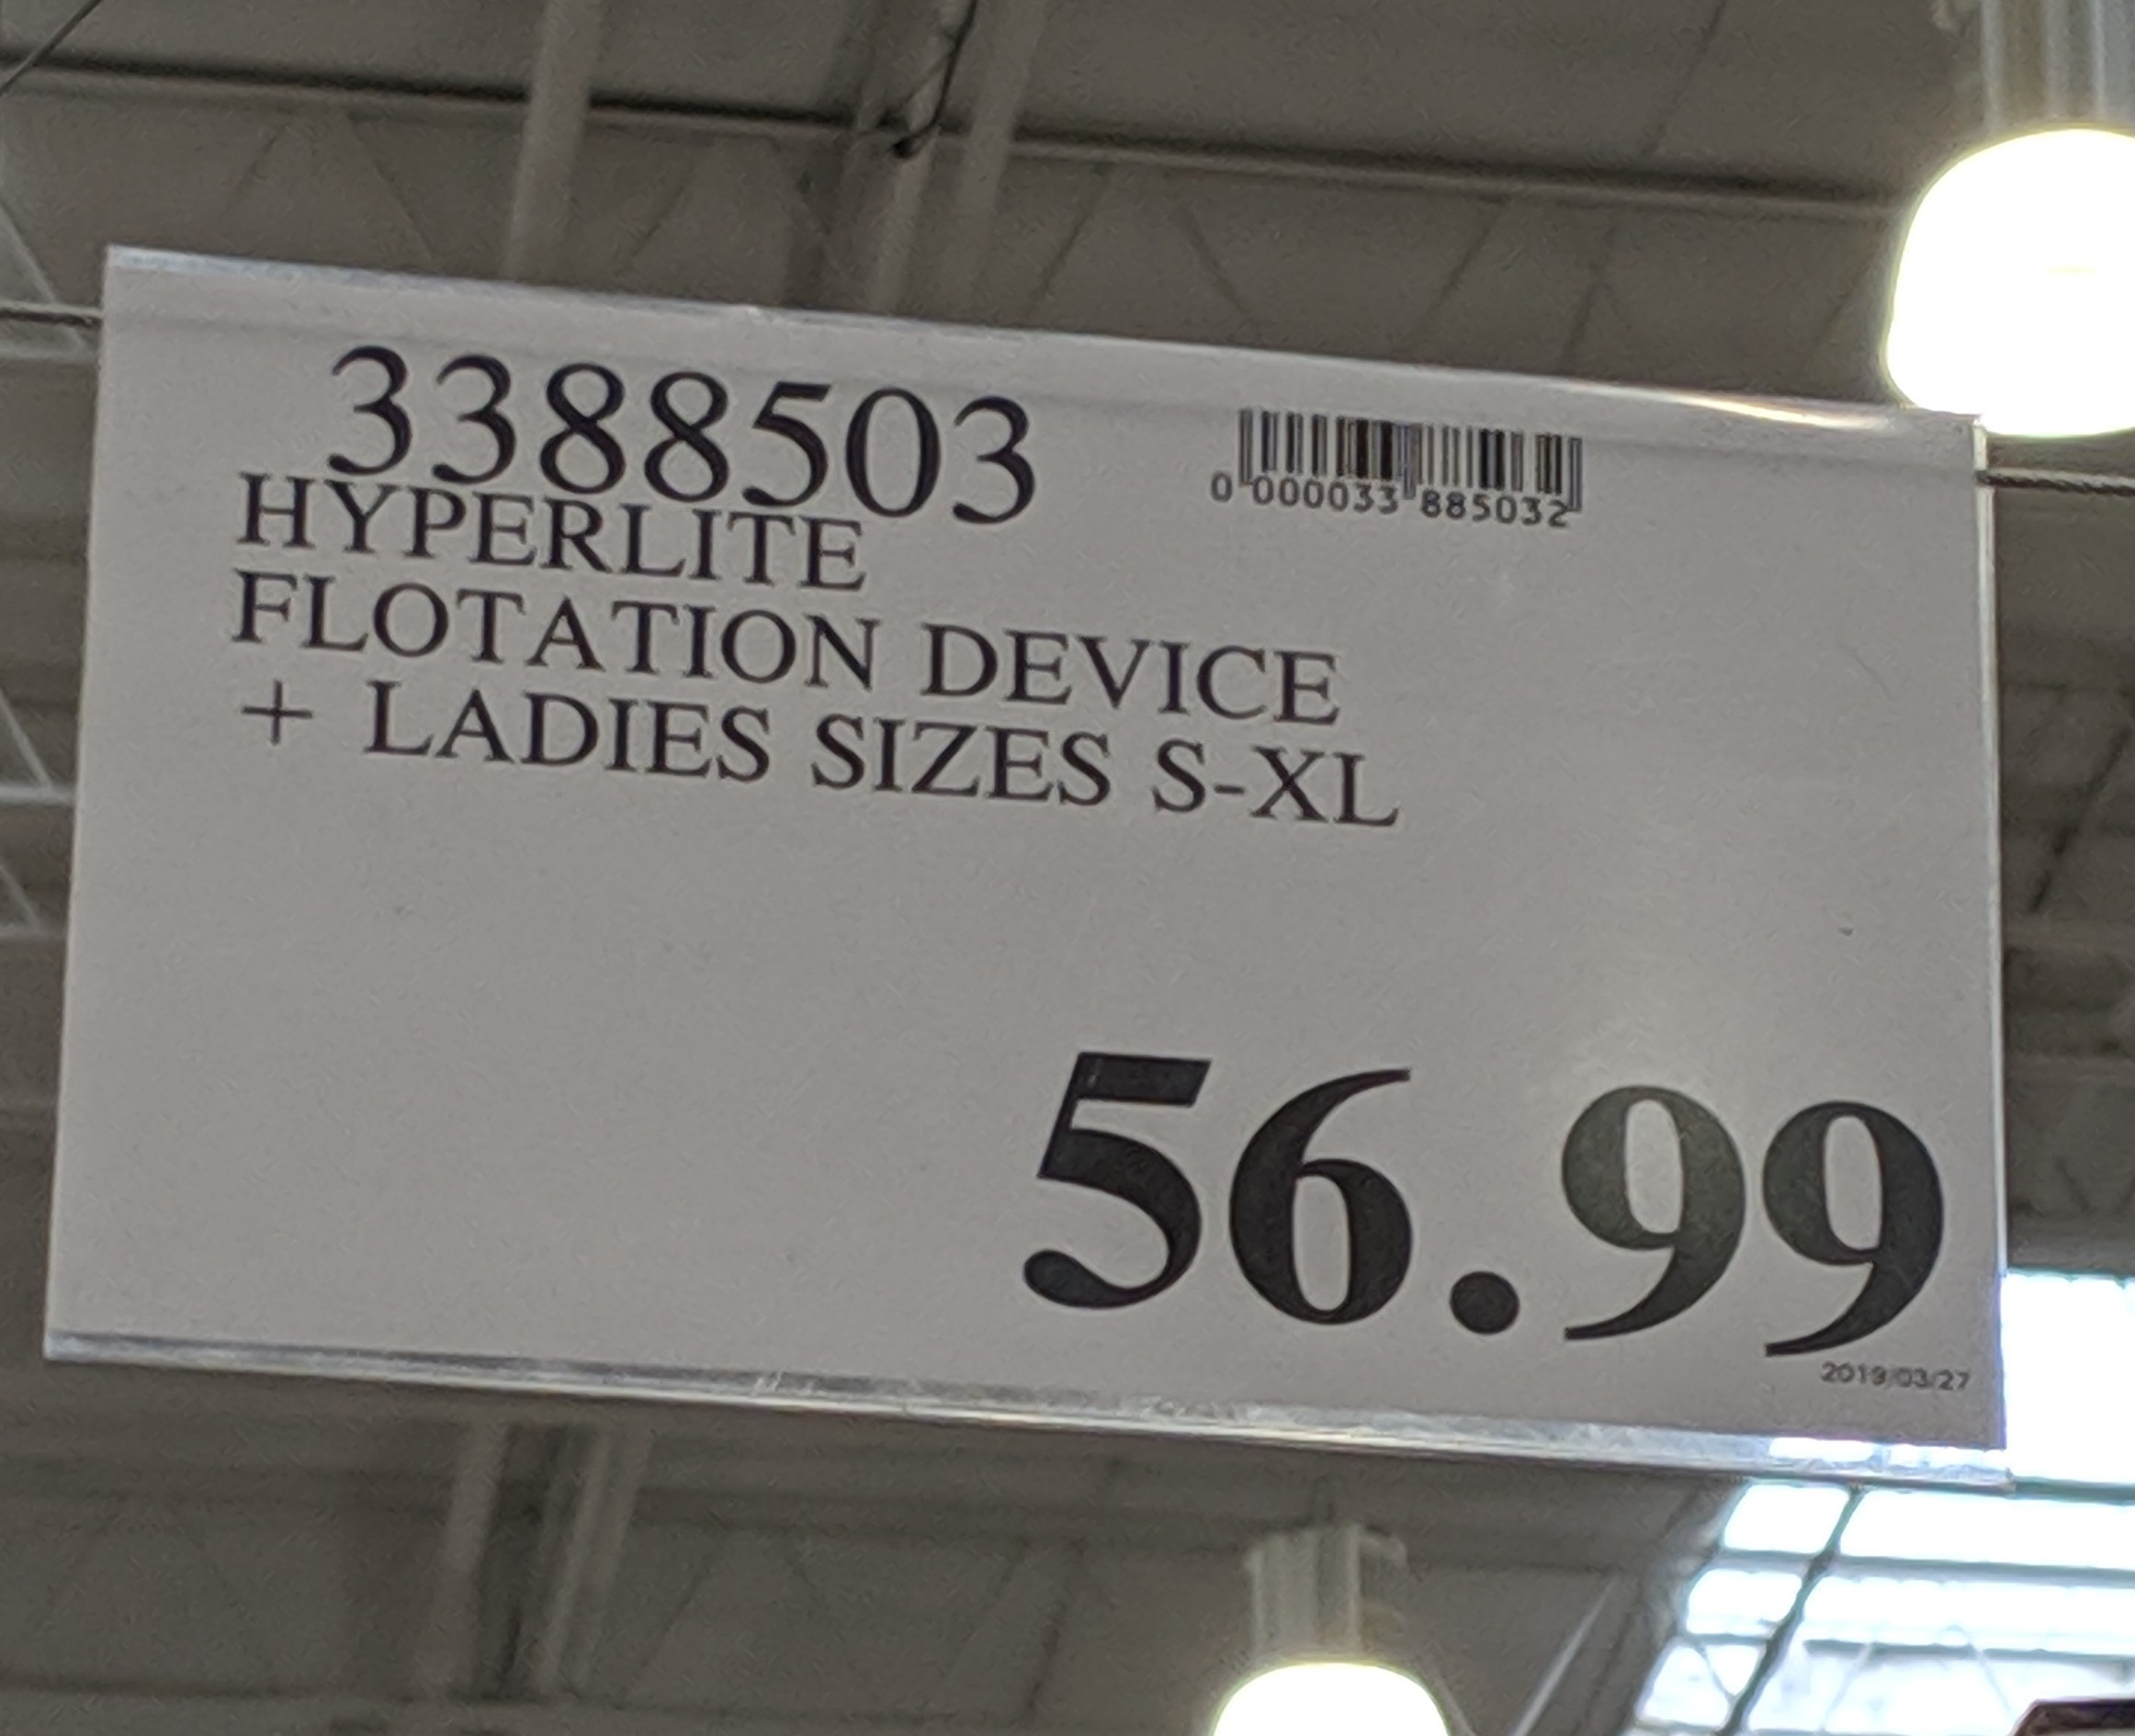 3388503
0 000033 885032
HYPERLITE
FLOTATION DEVICE
+ LADIES SIZES S-XL
56.99
2019/03/27